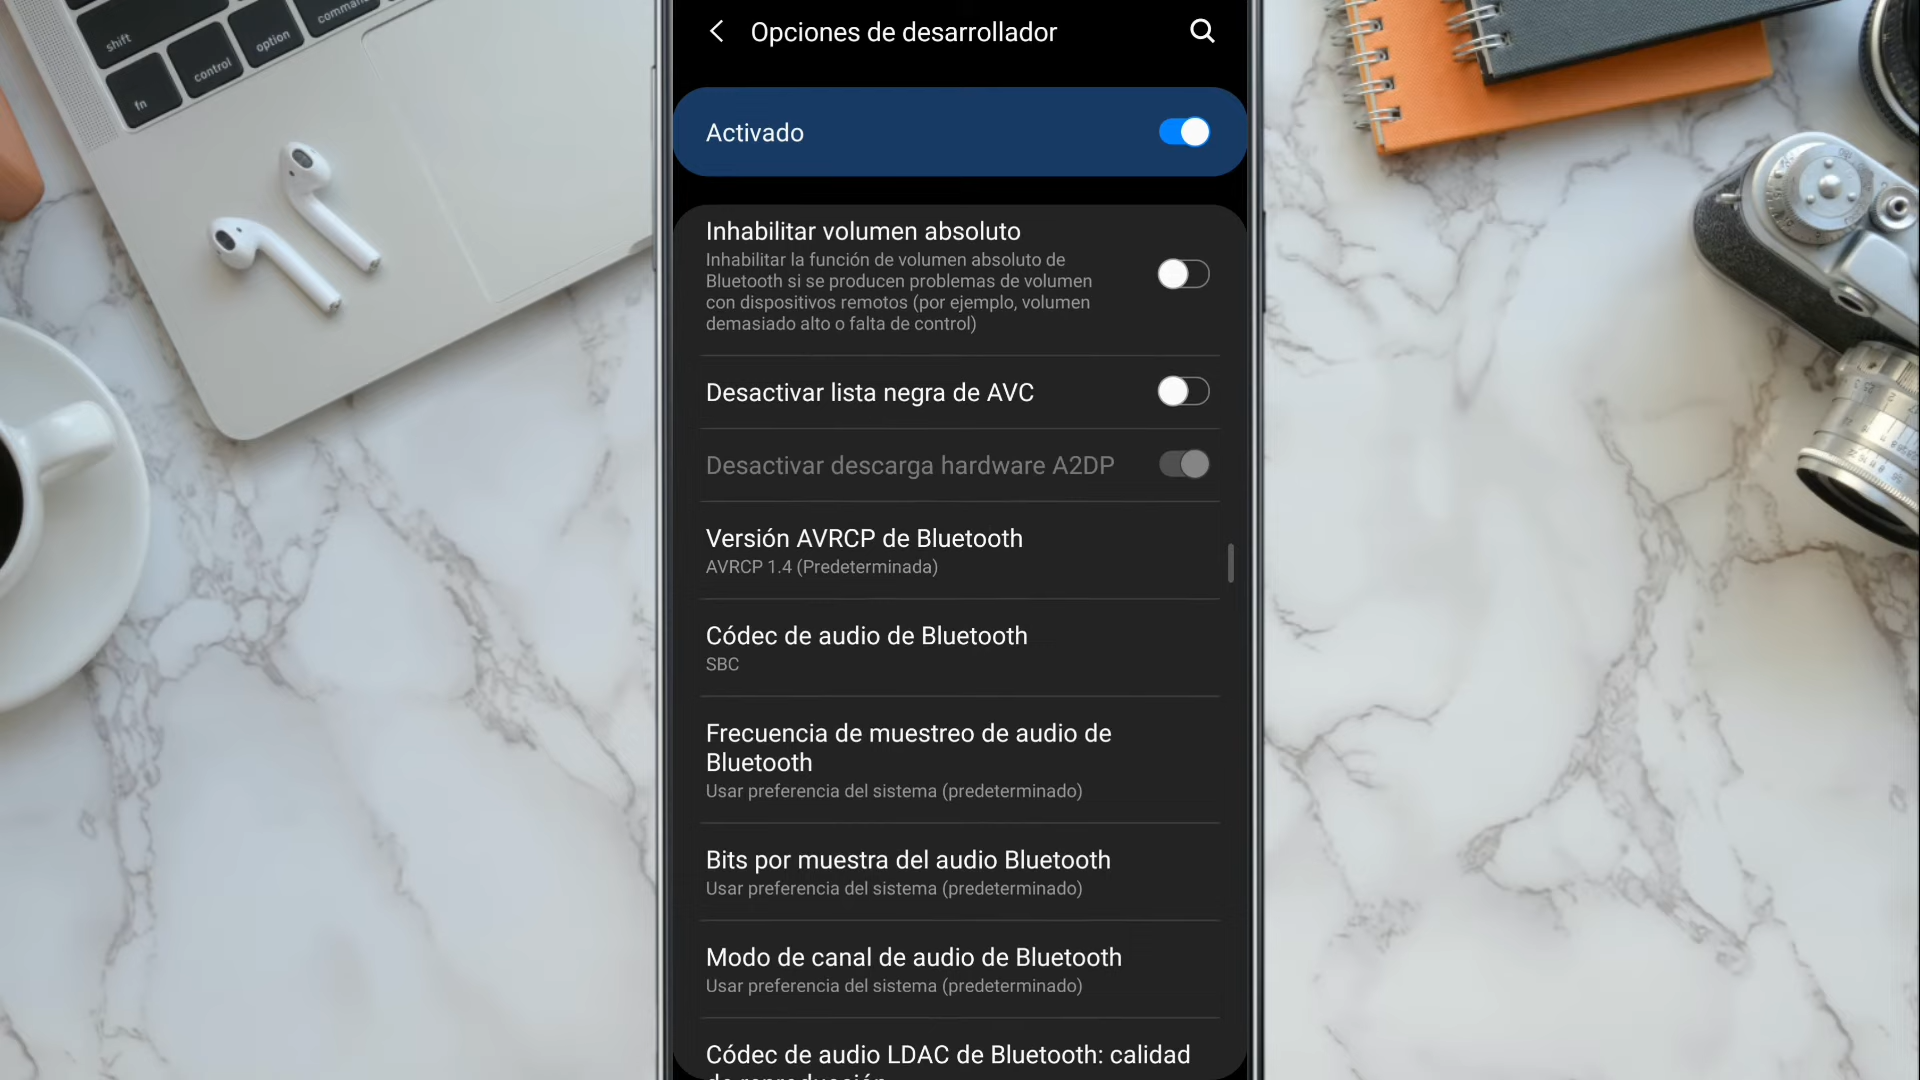 shift
fn
control
option
comman
Opciones de desarrollador
Activado
Inhabilitar volumen absoluto
Inhabilitar la función de volumen absoluto de
Bluetooth si se producen problemas de volumen
con dispositivos remotos (por ejemplo, volumen
demasiado alto o falta de control)
Desactivar lista negra de AVC
Desactivar descarga hardware A2DP
Versión AVRCP de Bluetooth
AVRCP 1.4 (Predeterminada)
Códec de audio de Bluetooth
SBC
Frecuencia de muestreo de audio de
Bluetooth
Usar preferencia del sistema (predeterminado)
Bits por muestra del audio Bluetooth
Usar preferencia del sistema (predeterminado)
Modo de canal de audio de Bluetooth
Usar preferencia del sistema (predeterminado)
Códec de audio LDAC de Bluetooth: calidad
de reproducción